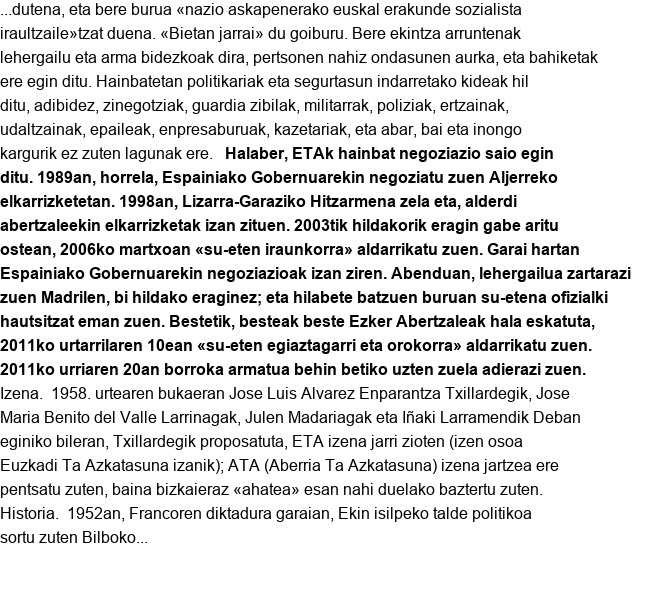 ...dutena, eta bere burua «nazio askapenerako euskal erakunde sozialista
iraultzaile»tzat duena. «Bietan jarrai» du goiburu. Bere ekintza arruntenak
lehergailu eta arma bidezkoak dira, pertsonen nahiz ondasunen aurka, eta bahiketak
ere egin ditu. Hainbatetan politikariak eta segurtasun indarretako kideak hil
ditu, adibidez, zinegotziak, guardia zibilak, militarrak, poliziak, ertzainak,
udaltzainak, epaileak, enpresaburuak, kazetariak, eta abar, bai eta inongo
kargurik ez zuten lagunak ere.   Halaber, ETAk hainbat negoziazio saio egin
ditu. 1989an, horrela, Espainiako Gobernuarekin negoziatu zuen Aljerreko
elkarrizketetan. 1998an, Lizarra-Garaziko Hitzarmena zela eta, alderdi
abertzaleekin elkarrizketak izan zituen. 2003tik hildakorik eragin gabe aritu
ostean, 2006ko martxoan «su-eten iraunkorra» aldarrikatu zuen. Garai hartan
Espainiako Gobernuarekin negoziazioak izan ziren. Abenduan, lehergailua zartarazi
zuen Madrilen, bi hildako eraginez; eta hilabete batzuen buruan su-etena ofizialki
hautsitzat eman zuen. Bestetik, besteak beste Ezker Abertzaleak hala eskatuta,
2011ko urtarrilaren 10ean «su-eten egiaztagarri eta orokorra» aldarrikatu zuen.
2011ko urriaren 20an borroka armatua behin betiko uzten zuela adierazi zuen.
Izena.  1958. urtearen bukaeran Jose Luis Alvarez Enparantza Txillardegik, Jose
Maria Benito del Valle Larrinagak, Julen Madariagak eta Iñaki Larramendik Deban
eginiko bileran, Txillardegik proposatuta, ETA izena jarri zioten (izen osoa
Euzkadi Ta Azkatasuna izanik); ATA (Aberria Ta Azkatasuna) izena jartzea ere
pentsatu zuten, baina bizkaieraz «ahatea» esan nahi duelako baztertu zuten.
Historia.  1952an, Francoren diktadura garaian, Ekin isilpeko talde politikoa
sortu zuten Bilboko...